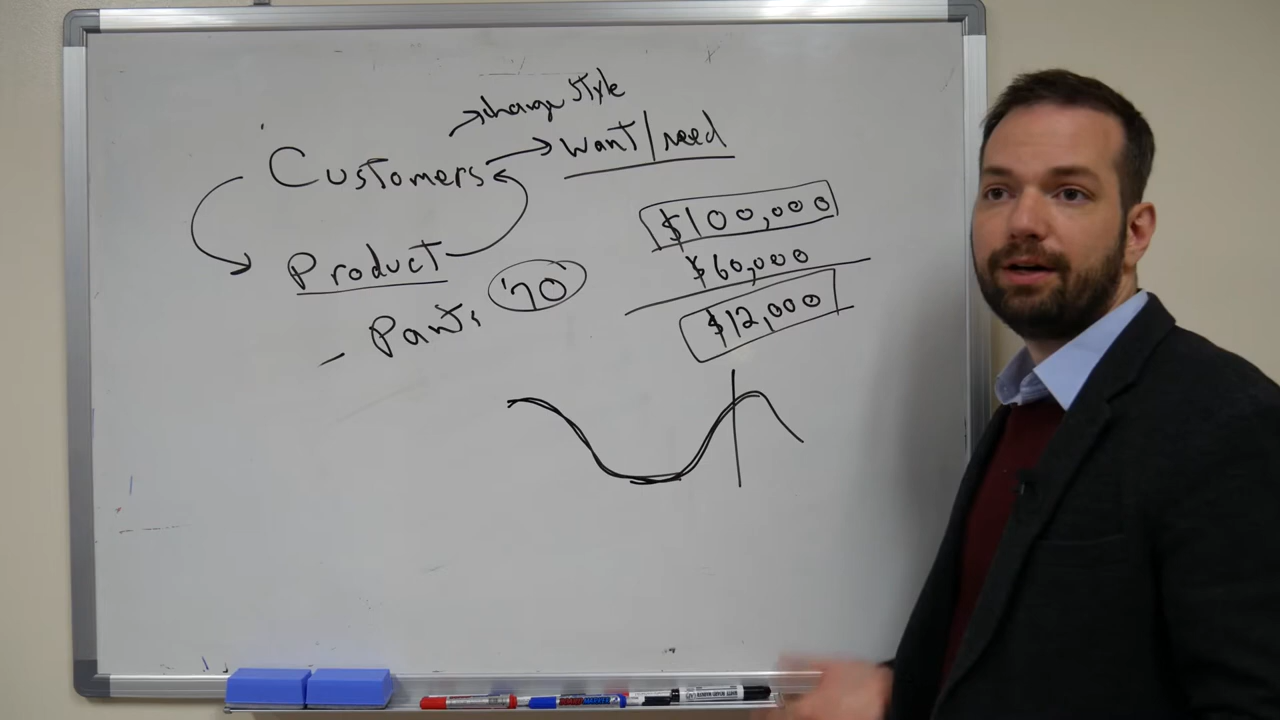 change style
Customers want/need
$100,000
Product $60,000
'70
- Pants $12,000